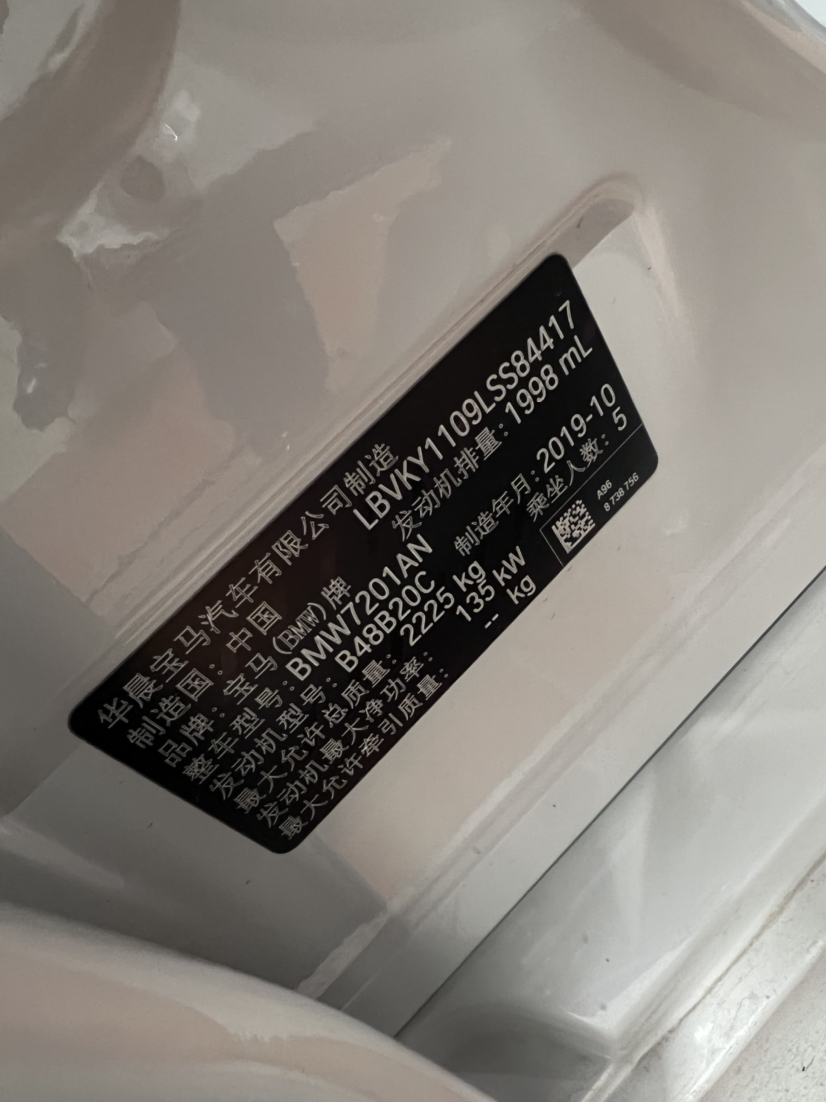 华晨宝马汽车有限公司制造
制造国：中国 LBVKY1109LSS84417
品牌：宝马(BMW)牌 发动机排量：1998 mL
整车型号：BMW7201AN
发动机型号：B48B20C 制造年月：2019-10
最大允许总质量：2225 kg 乘坐人数：5
发动机最大净功率：135 kW
最大允许牵引质量：-- kg
A96
8 738 756